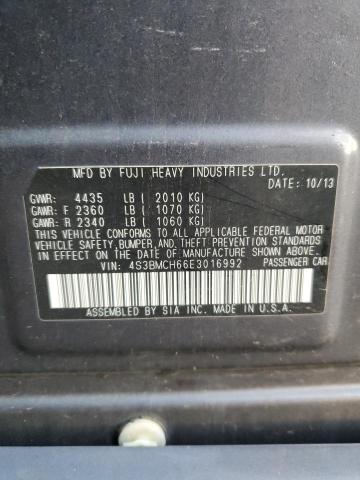 MFD BY FUJI HEAVY INDUSTRIES LTD.
DATE: 10/13
GVWR: 4435 LB ( 2010 KG)
GAWR: F 2360 LB ( 1070 KG)
GAWR: R 2340 LB ( 1060 KG)
THIS VEHICLE CONFORMS TO ALL APPLICABLE FEDERAL MOTOR
VEHICLE SAFETY, BUMPER, AND THEFT PREVENTION STANDARDS
IN EFFECT ON THE DATE OF MANUFACTURE SHOWN ABOVE.
VIN: 4S3BMCH66E3016992 PASSENGER CAR
ASSEMBLED BY SIA INC. MADE IN U.S.A.